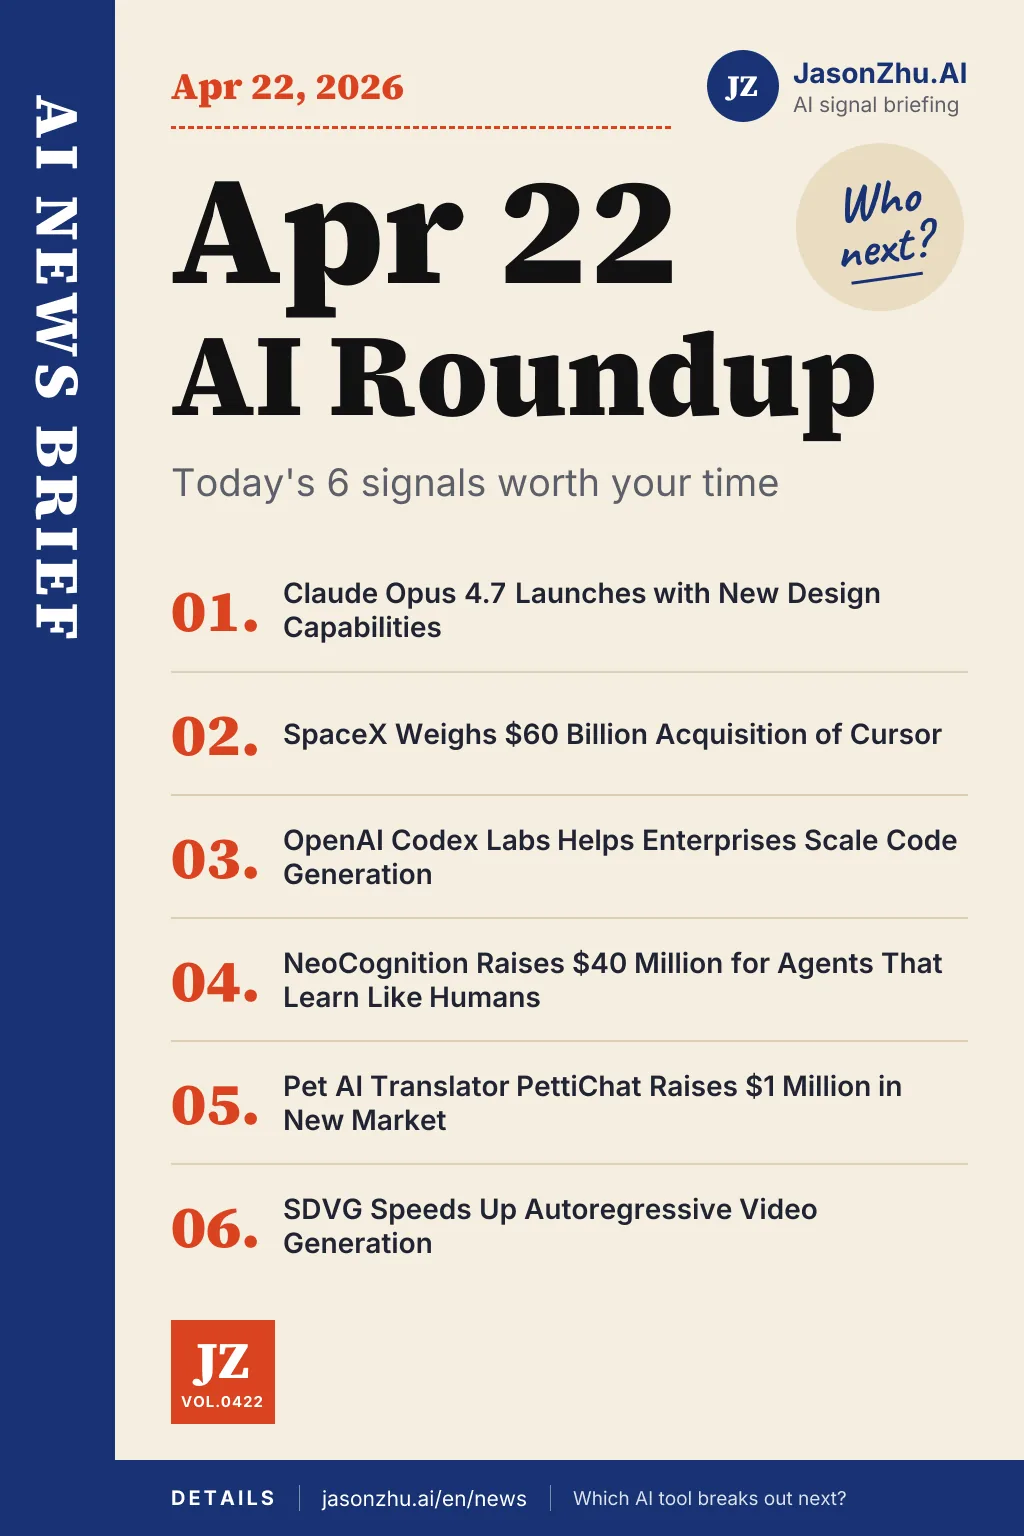 AI NEWS BRIEF
Apr 22, 2026
JZ
JasonZhu.AI
AI signal briefing
Who
next?
Apr 22
AI Roundup
Today's 6 signals worth your time
01.
Claude Opus 4.7 Launches with New Design
Capabilities
02.
SpaceX Weighs $60 Billion Acquisition of Cursor
03.
OpenAI Codex Labs Helps Enterprises Scale Code
Generation
04.
NeoCognition Raises $40 Million for Agents That
Learn Like Humans
05.
Pet AI Translator PettiChat Raises $1 Million in
New Market
06.
SDVG Speeds Up Autoregressive Video
Generation
JZ
VOL.0422
DETAILS
jasonzhu.ai/en/news
Which AI tool breaks out next?